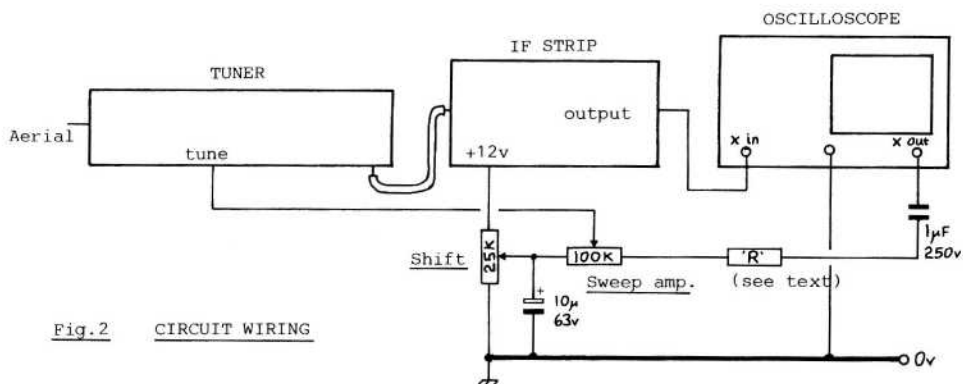 OSCILLOSCOPE
IF STRIP
TUNER
output
Aerial
tune
+12v
x in
x out
25K
Shift
100K
Sweep amp.
'R'
(see text)
1µF
250v
+
10µ
63v
Fig.2 CIRCUIT WIRING
0v